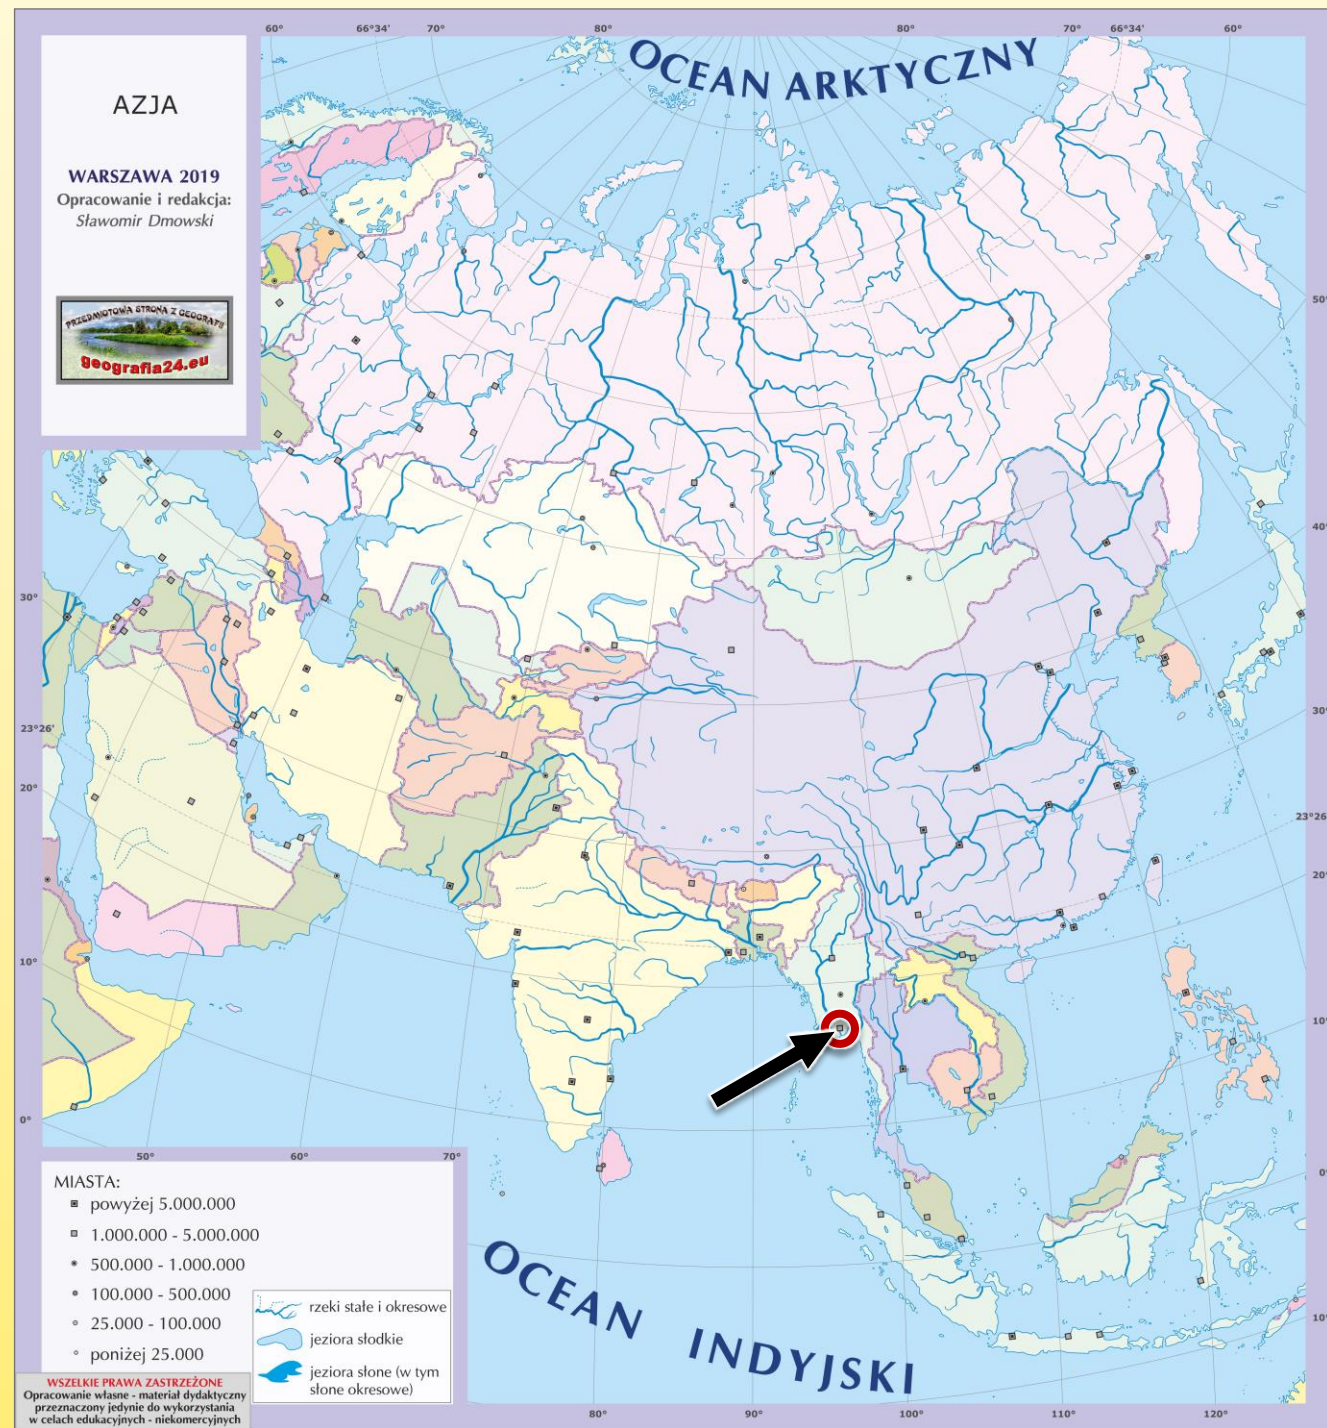 60° 66°34' 70° 80° 80° 70° 66°34' 60°
OCEAN ARKTYCZNY
AZJA
WARSZAWA 2019
Opracowanie i redakcja:
Sławomir Dmowski
PRZEDMIOTOWA STRONA Z GEOGRAFII
geografia24.eu
50°
40°
30°
30°
23°26'
20°
23°26'
20°
10°
10°
0°
50° 60° 70°
0°
MIASTA:
powyżej 5.000.000
1.000.000 - 5.000.000
500.000 - 1.000.000
100.000 - 500.000
25.000 - 100.000
poniżej 25.000
rzeki stałe i okresowe
jeziora słodkie
jeziora słone (w tym
słone okresowe)
OCEAN INDYJSKI
10°
WSZELKIE PRAWA ZASTRZEŻONE
Opracowanie własne - materiał dydaktyczny
przeznaczony jedynie do wykorzystania
w celach edukacyjnych - niekomercyjnych
80° 90° 100° 110° 120°